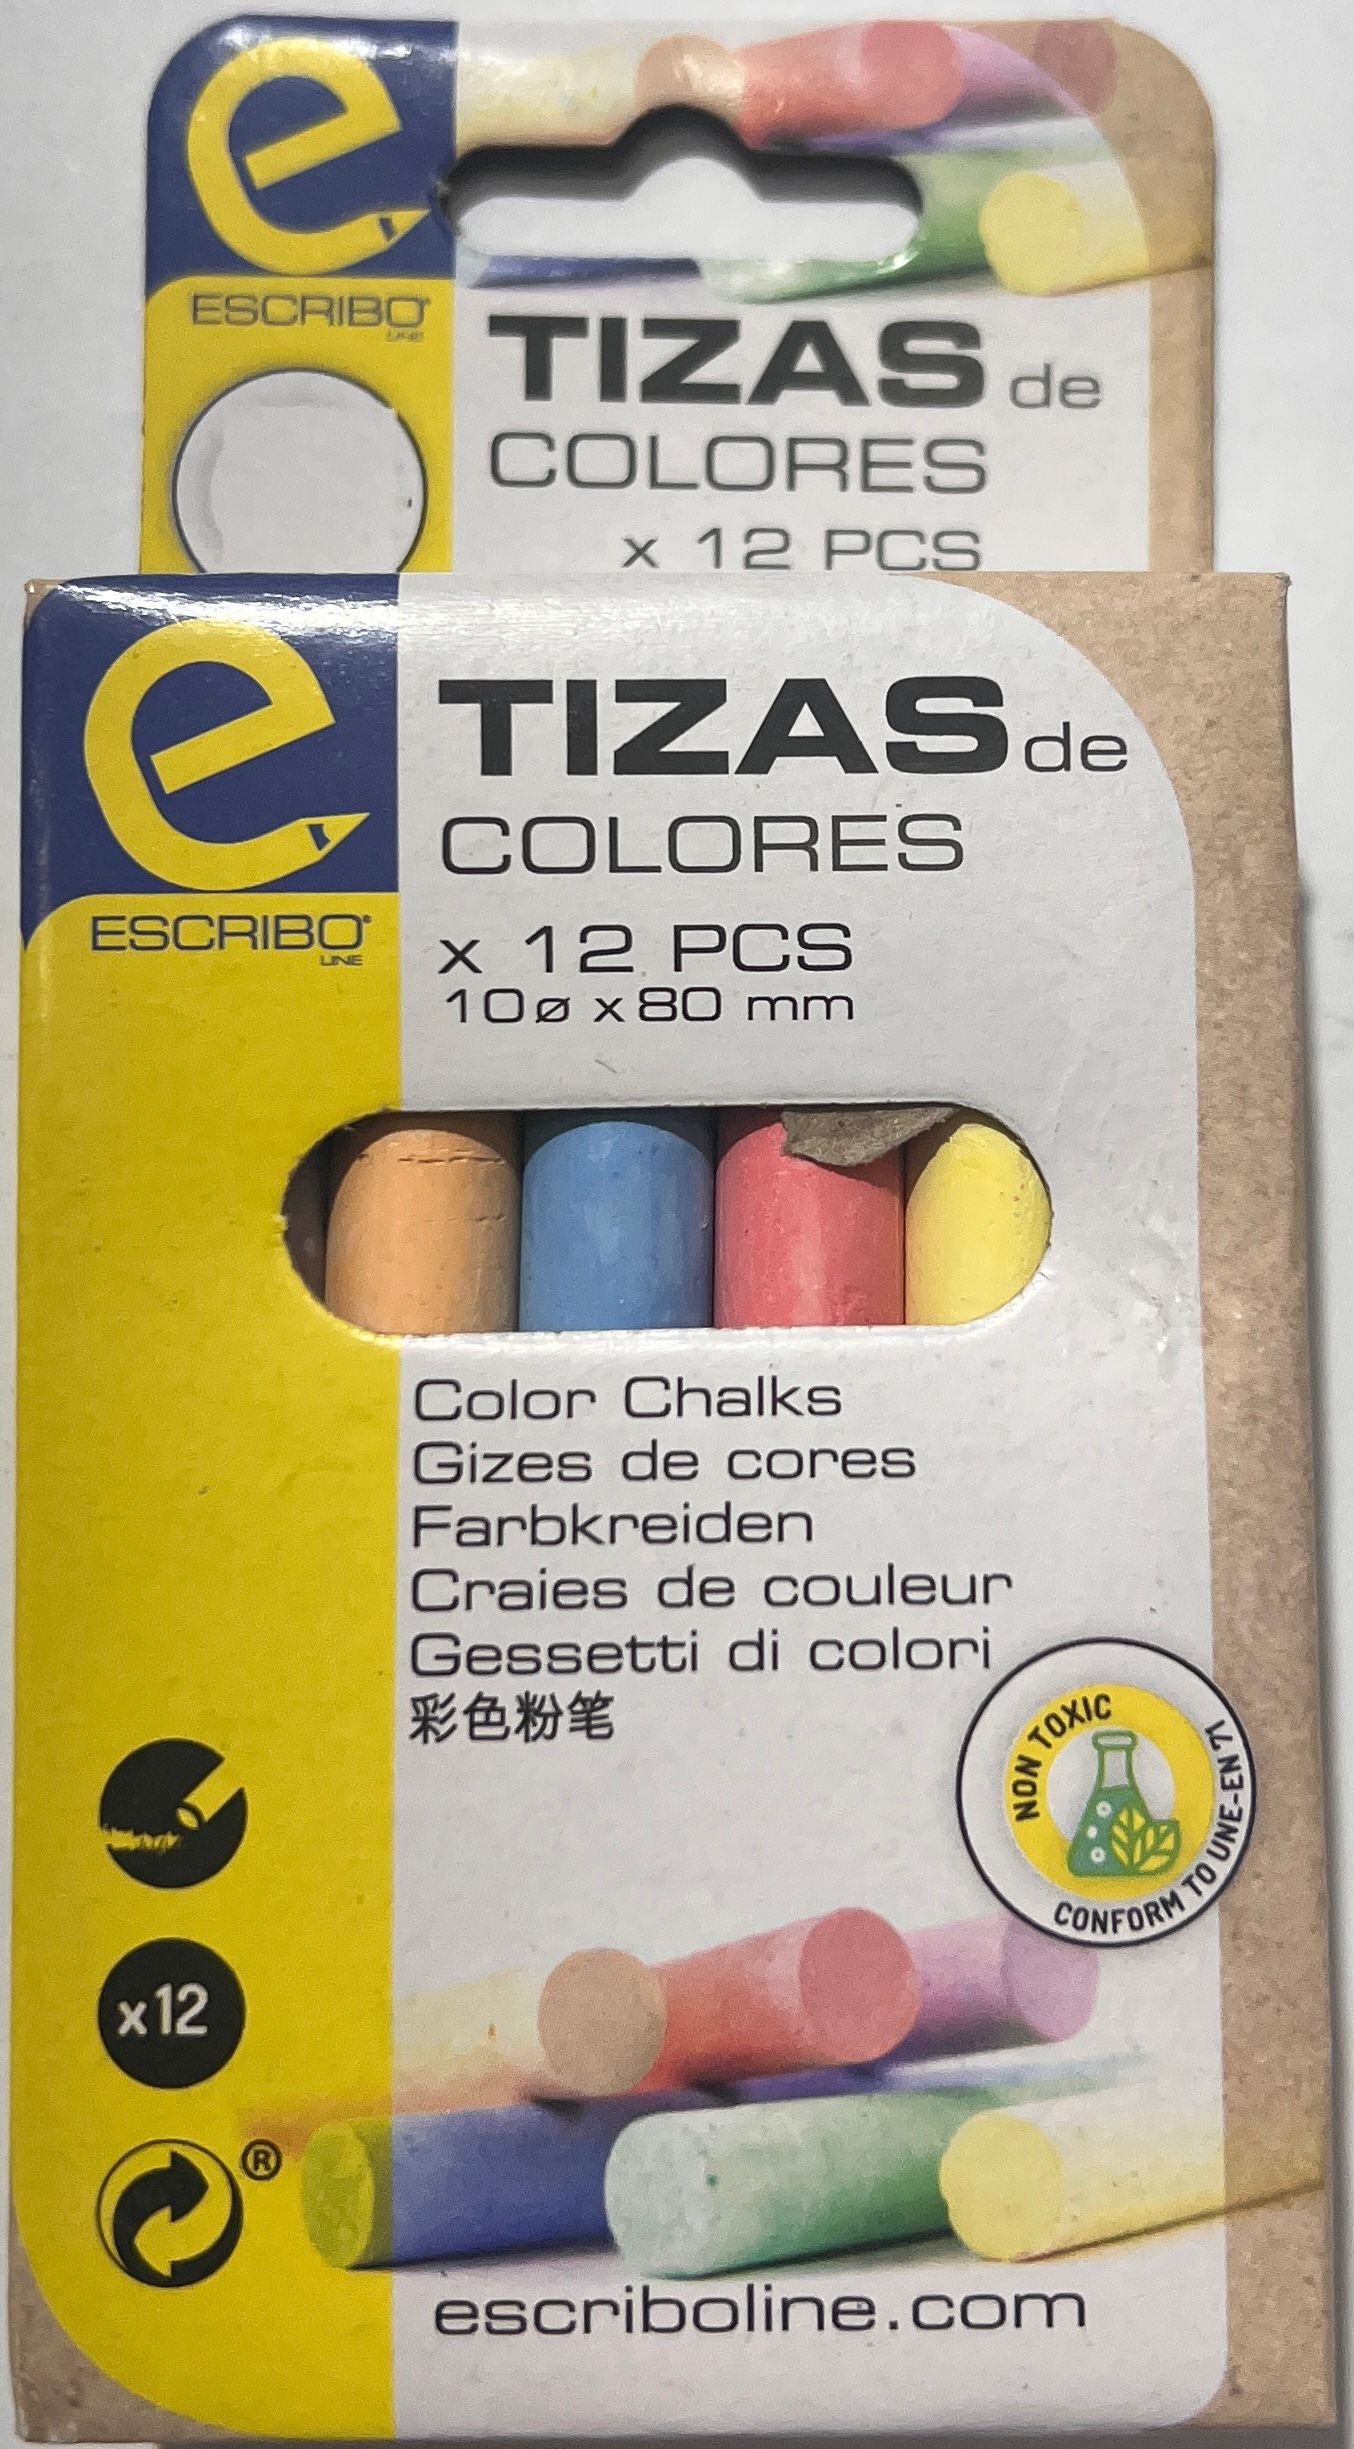 ESCRIBO®
LINE
TIZAS de
COLORES
x 12 PCS
ESCRIBO®
LINE
TIZAS de
COLORES
x 12 PCS
10ø x 80 mm
Color Chalks
Gizes de cores
Farbkreiden
Craies de couleur
Gessetti di colori
彩色粉笔
NON TOXIC
CONFORM TO UNE-EN 71
x12
®
escriboline.com